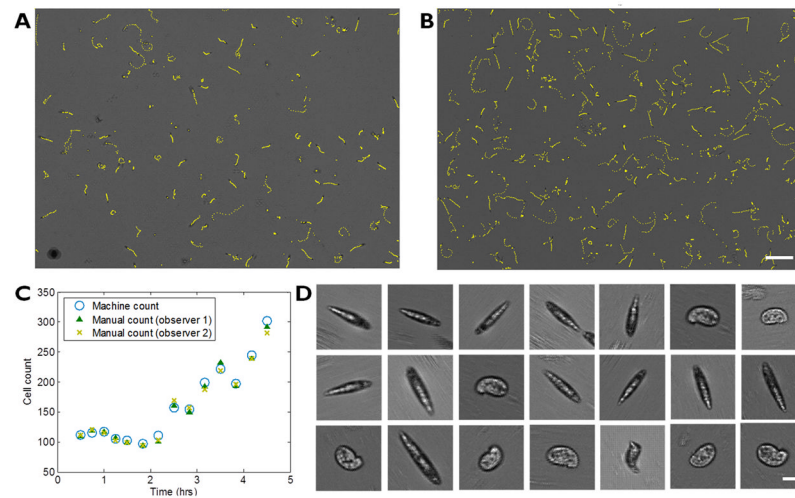 A
B
C
D
350
300
250
200
150
100
50
Cell count
Machine count
Manual count (observer 1)
Manual count (observer 2)
0 1 2 3 4 5
Time (hrs)